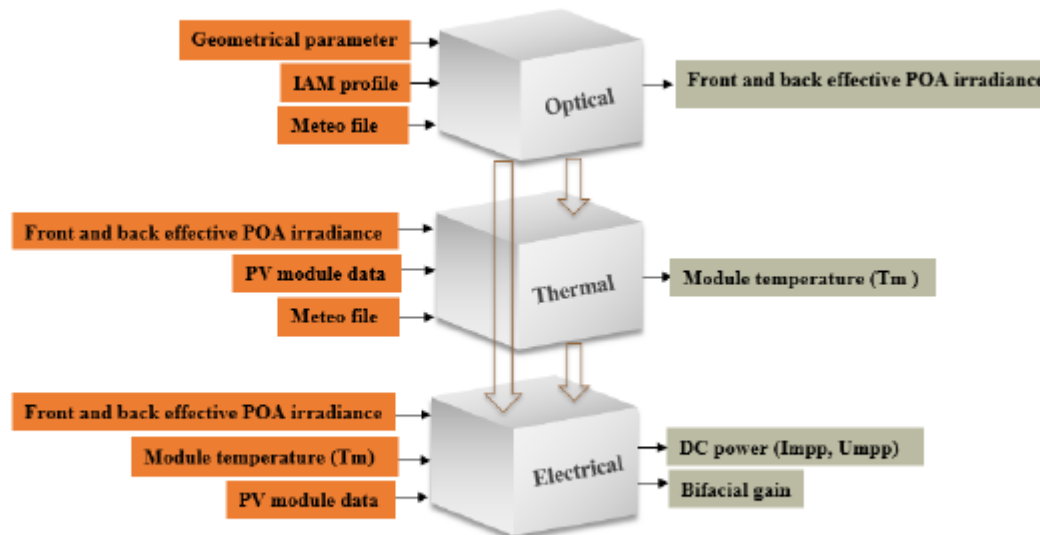 Geometrical parameter
IAM profile
Meteo file
Optical
Front and back effective POA irradiance
Front and back effective POA irradiance
PV module data
Meteo file
Thermal
Module temperature (Tm )
Front and back effective POA irradiance
Module temperature (Tm)
PV module data
Electrical
DC power (Impp, Umpp)
Bifacial gain